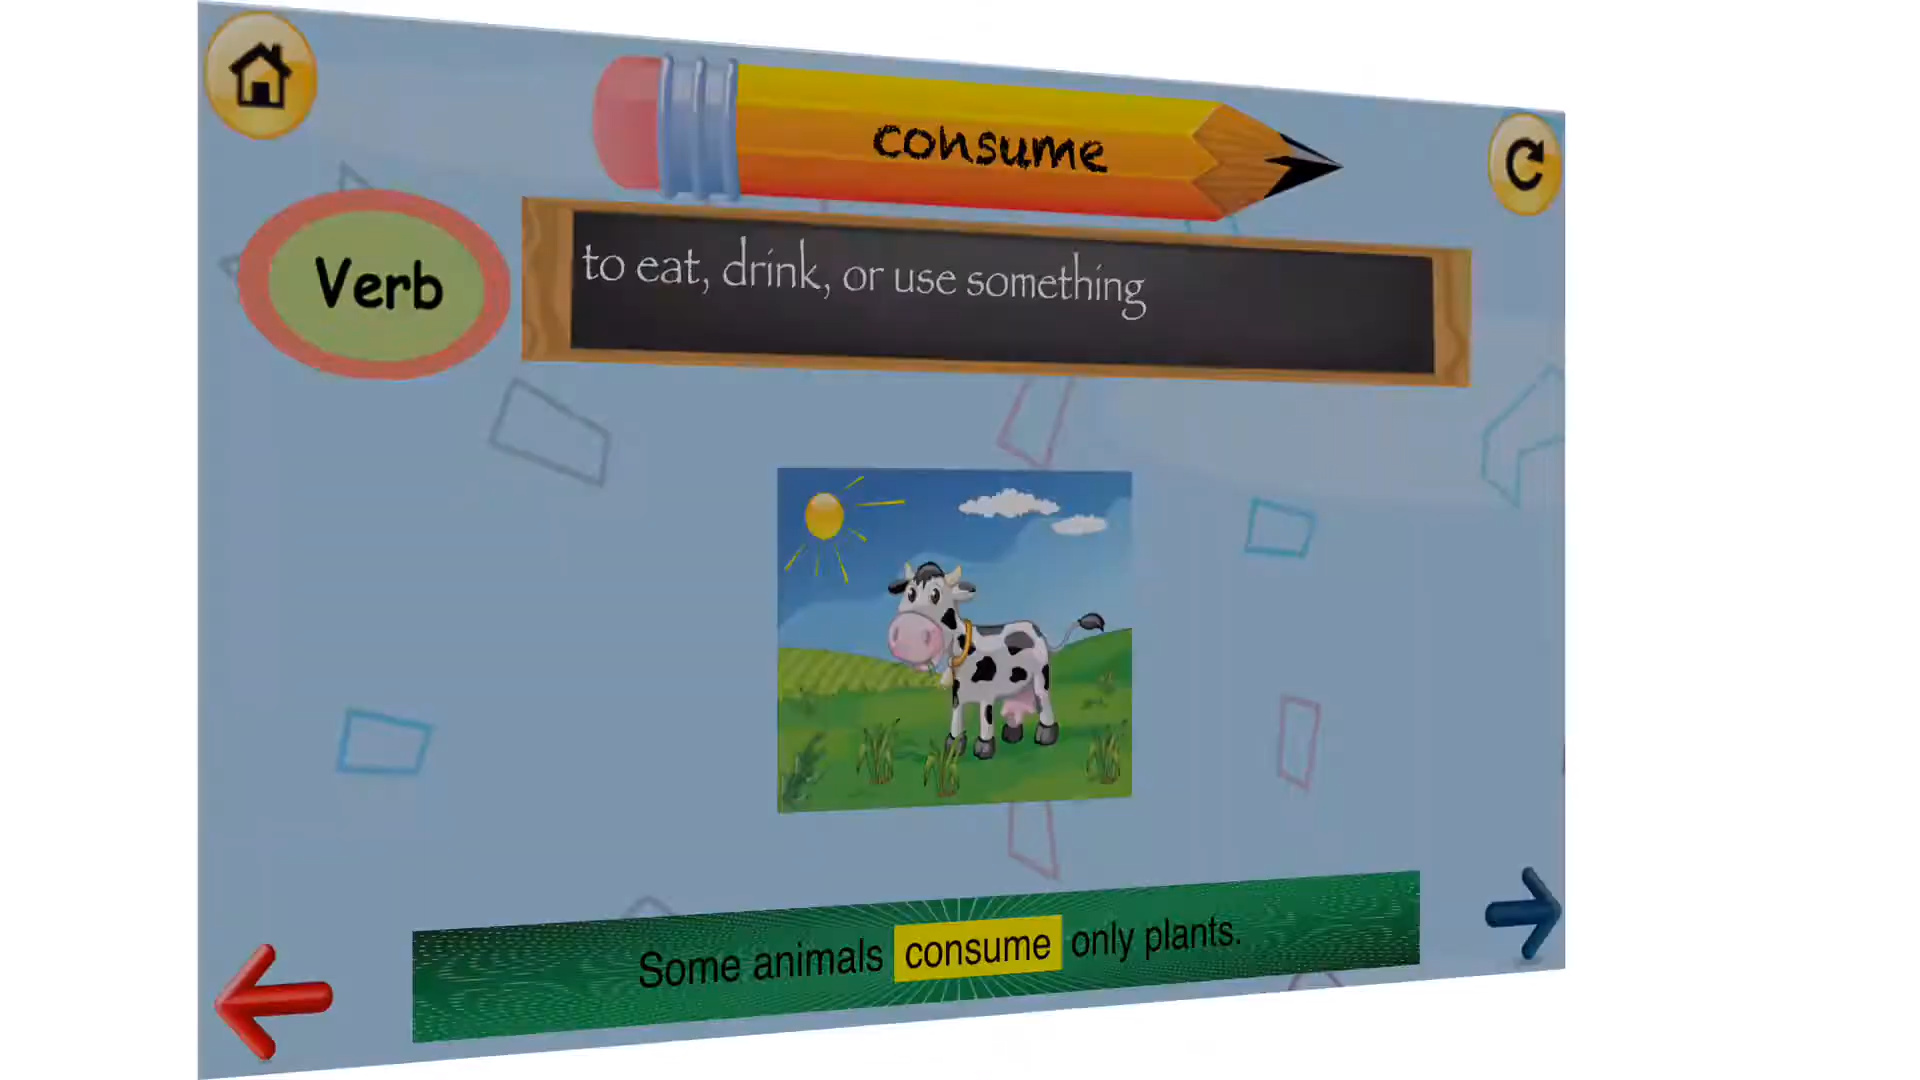 consume
Verb
to eat, drink, or use something
Some animals consume only plants.